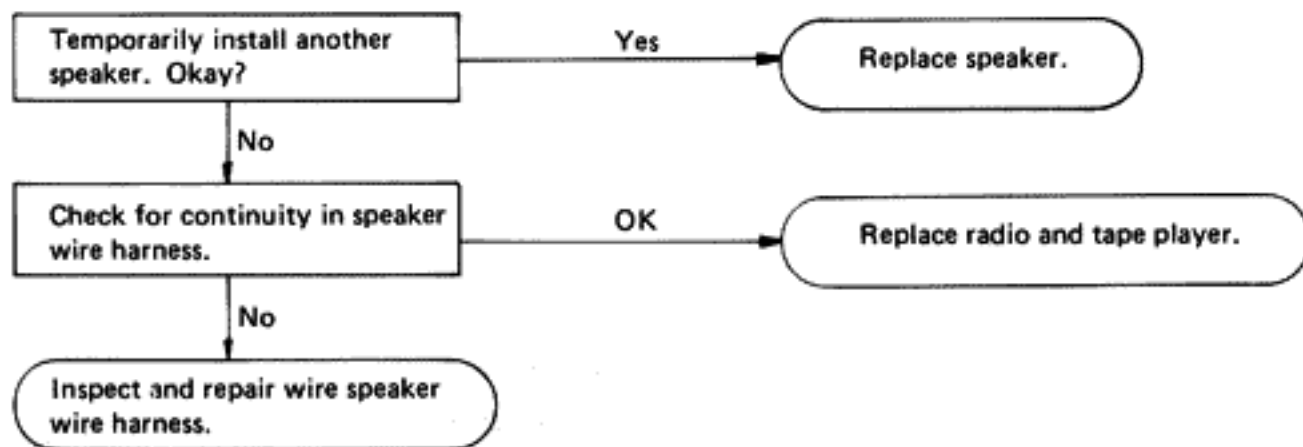 Temporarily install another
speaker. Okay?
Yes
Replace speaker.
No
Check for continuity in speaker
wire harness.
OK
Replace radio and tape player.
No
Inspect and repair wire speaker
wire harness.